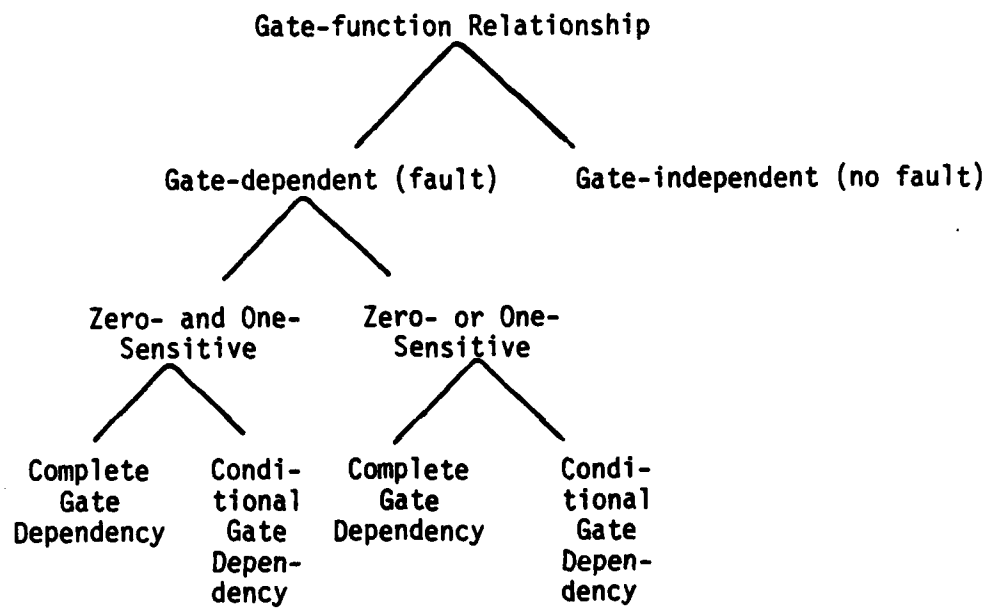 Gate-function Relationship
Gate-dependent (fault)
Gate-independent (no fault)
Zero- and One-
Sensitive
Zero- or One-
Sensitive
Complete
Gate
Dependency
Condi-
tional
Gate
Depen-
dency
Complete
Gate
Dependency
Condi-
tional
Gate
Depen-
dency